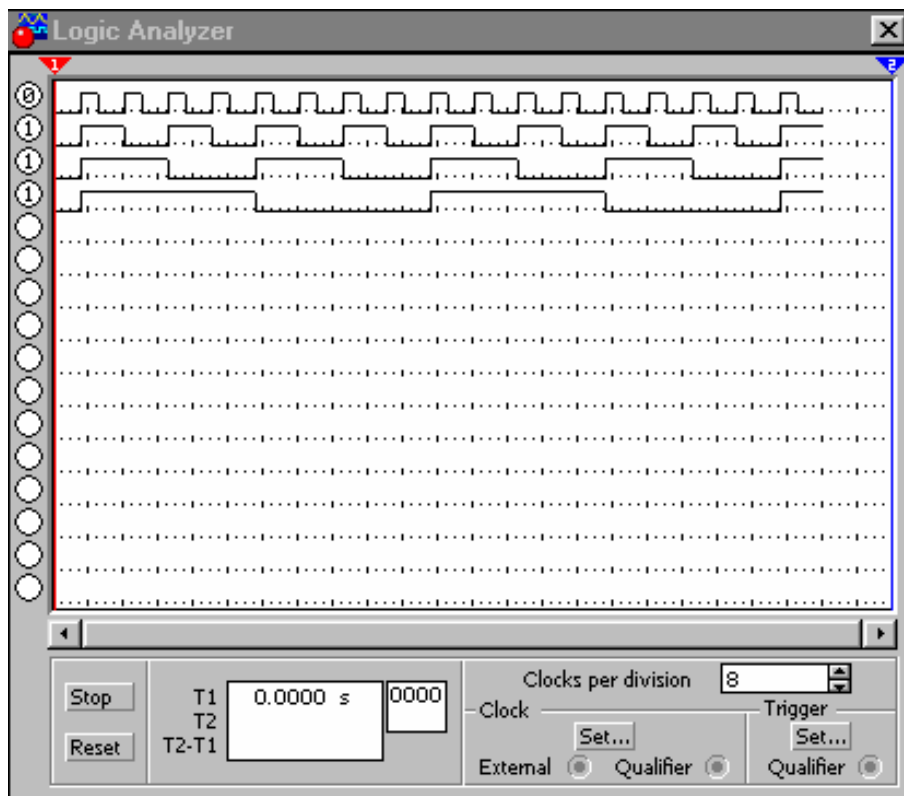 Logic Analyzer
1 2
0
1
1
1
Clocks per division 8
Stop T1 0.0000 s 0000 Clock Trigger
T2 Set... Set...
Reset T2-T1 External Qualifier Qualifier